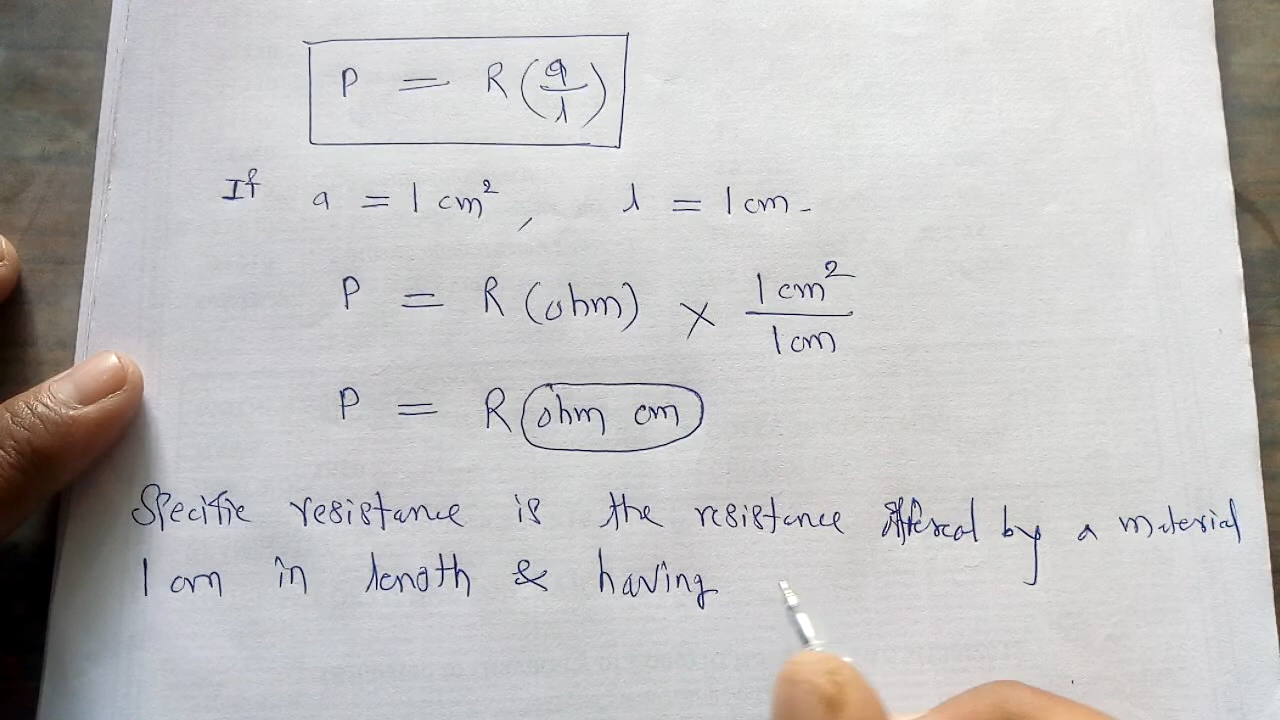 P = R(a/l)
If a = 1 cm², l = 1 cm.
P = R (ohm) × 1 cm² / 1 cm
P = R (ohm cm)
Specific resistance is the resistance offered by a material
1 cm in length & having